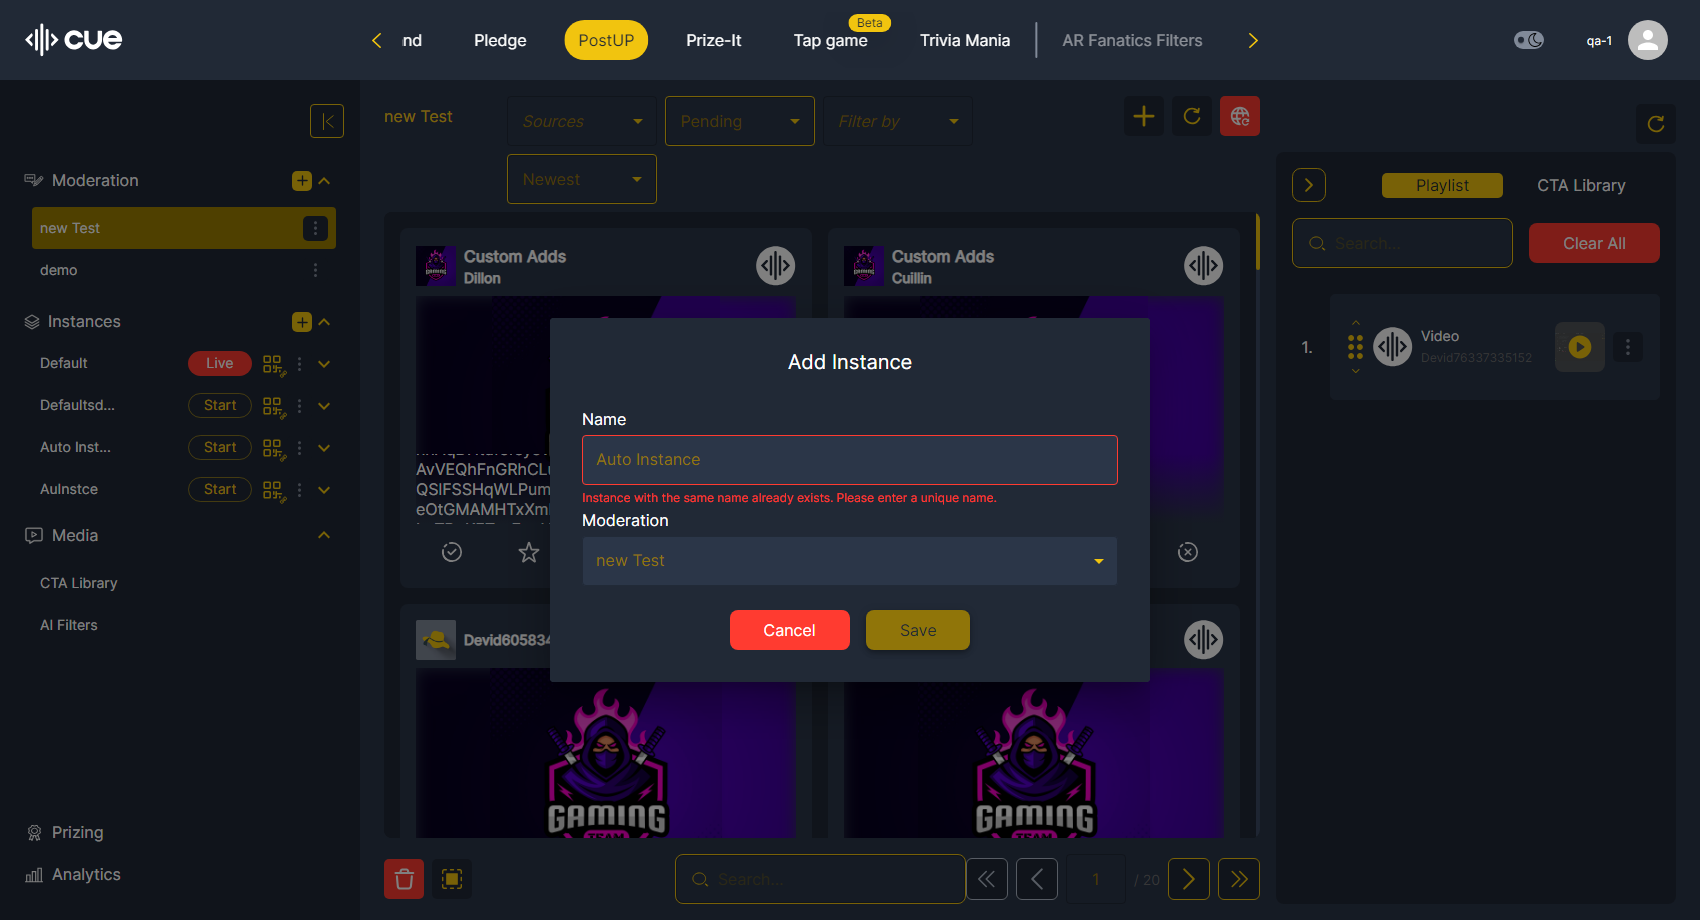 cue
Pledge
PostUP
Prize-It
Beta
Tap game
Trivia Mania
AR Fanatics Filters
qa-1
Moderation
new Test
demo
Instances
Default
Live
Defaultsd...
Start
Auto Inst...
Start
AuInstce
Start
Media
CTA Library
AI Filters
Prizing
Analytics
new Test
Sources
Pending
Filter by
Newest
Custom Adds
Dillon
Custom Adds
Cuillin
GAMING
GAMING
eOtGMAMHTxXm
Add Instance
Name
Auto Instance
Instance with the same name already exists. Please enter a unique name.
Moderation
new Test
Cancel
Save
GAMING
TEAM
GAMING
TEAM
Search...
1
/ 20
Playlist
CTA Library
Search...
Clear All
1.
Video
Devid76337335152